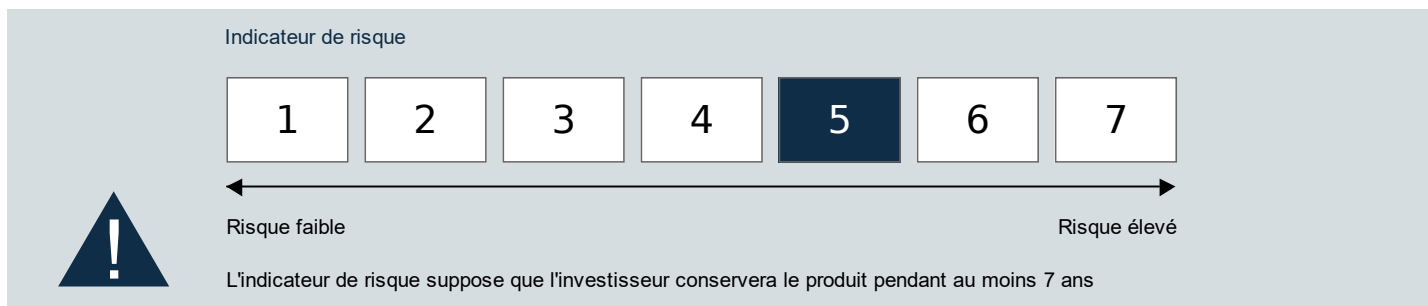 Indicateur de risque
1 2 3 4 5 6 7
!
Risque faible Risque élevé
L'indicateur de risque suppose que l'investisseur conservera le produit pendant au moins 7 ans